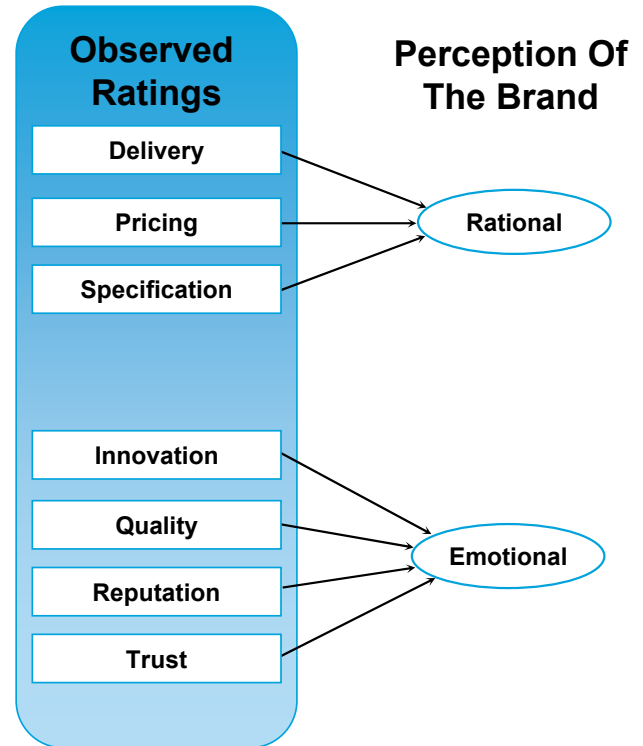 Observed
Ratings
Perception Of
The Brand
Delivery
Pricing
Specification
Rational
Innovation
Quality
Reputation
Trust
Emotional